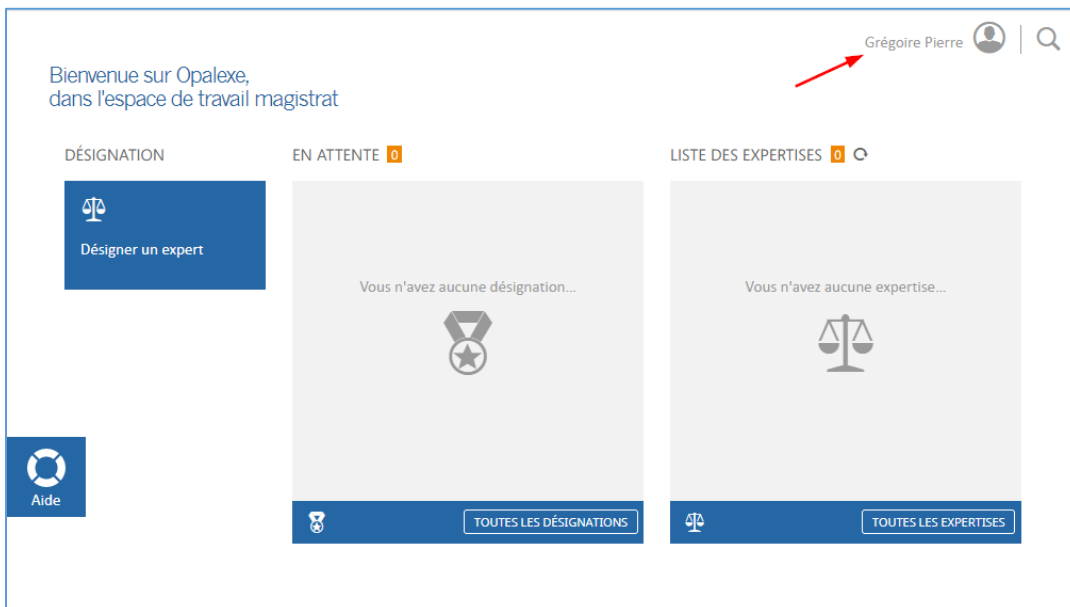 Grégoire Pierre
Bienvenue sur Opalexe,
dans l'espace de travail magistrat
DÉSIGNATION
EN ATTENTE 0
LISTE DES EXPERTISES 0
Désigner un expert
Vous n'avez aucune désignation...
Vous n'avez aucune expertise...
Aide
TOUTES LES DÉSIGNATIONS
TOUTES LES EXPERTISES